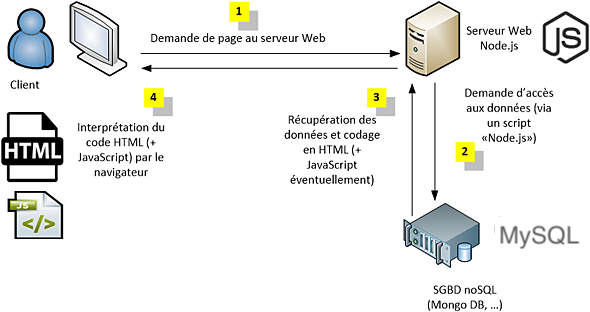 1
Demande de page au serveur Web
Serveur Web
Node.js
JS
Client
4
3
Demande d’accès
aux données (via
un script
«Node.js»)
Interprétation du
code HTML (+
JavaScript) par le
navigateur
Récupération des
données et codage
en HTML (+
JavaScript
éventuellement)
2
HTML
JS
</>
MySQL
SGBD noSQL
(Mongo DB, ...)